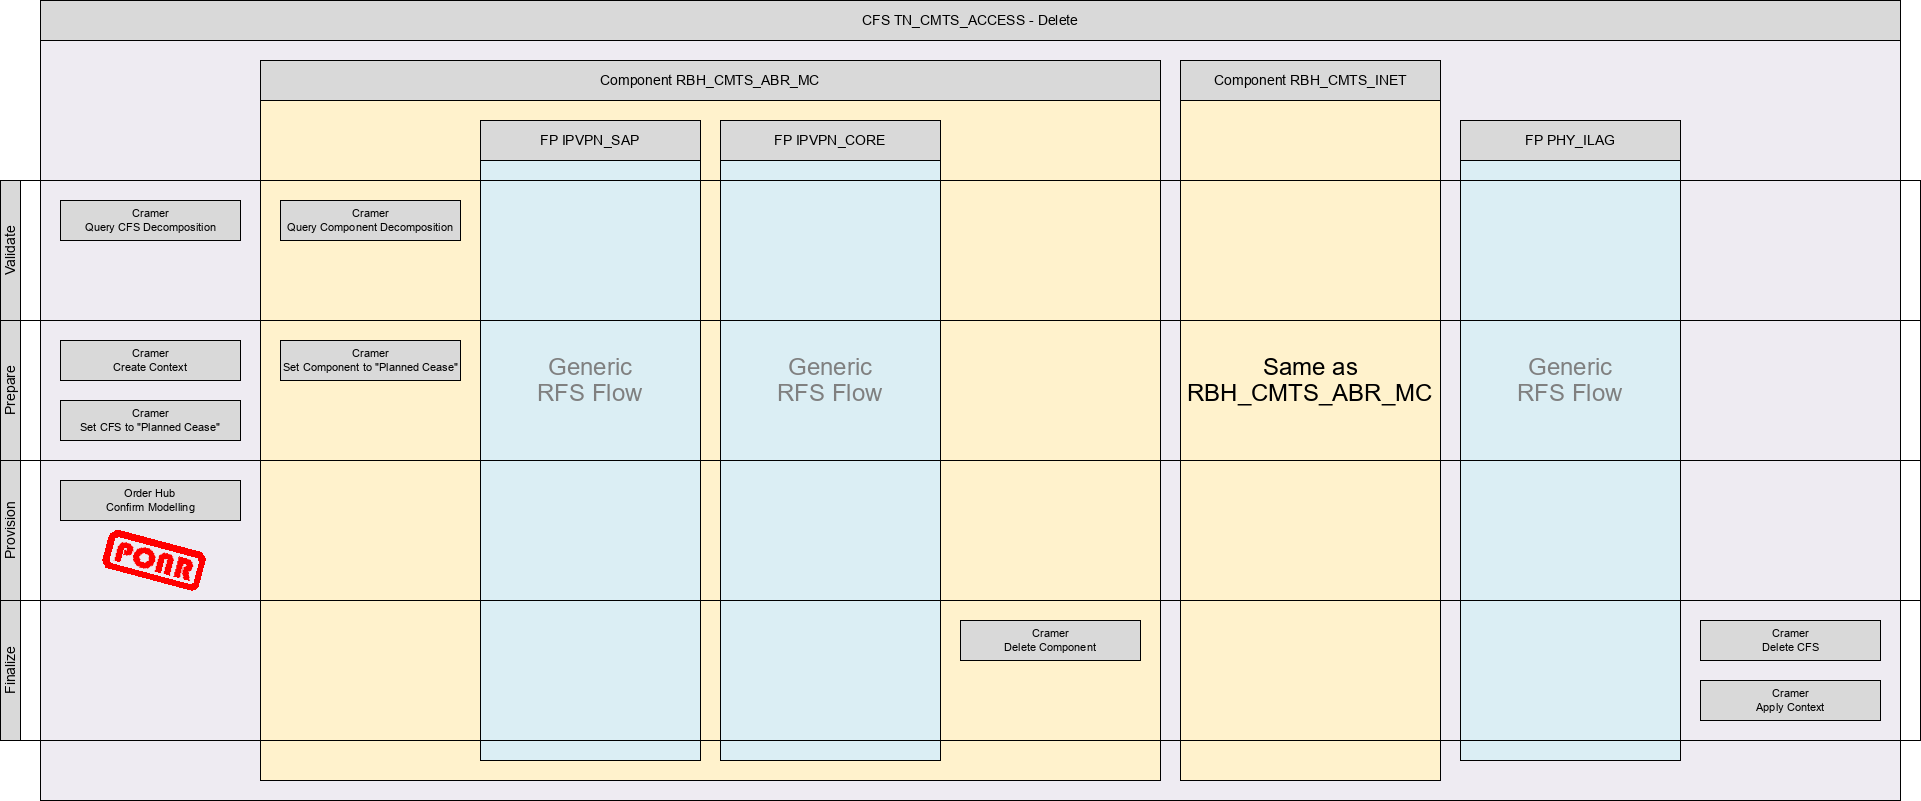 CFS TN_CMTS_ACCESS - Delete
Component RBH_CMTS_ABR_MC
Component RBH_CMTS_INET
FP IPVPN_SAP
FP IPVPN_CORE
FP PHY_ILAG
Validate
Cramer
Query CFS Decomposition
Cramer
Query Component Decomposition
Prepare
Cramer
Create Context
Cramer
Set CFS to "Planned Cease"
Cramer
Set Component to "Planned Cease"
Generic
RFS Flow
Generic
RFS Flow
Same as
RBH_CMTS_ABR_MC
Generic
RFS Flow
Provision
Order Hub
Confirm Modelling
PONR
Finalize
Cramer
Delete Component
Cramer
Delete CFS
Cramer
Apply Context